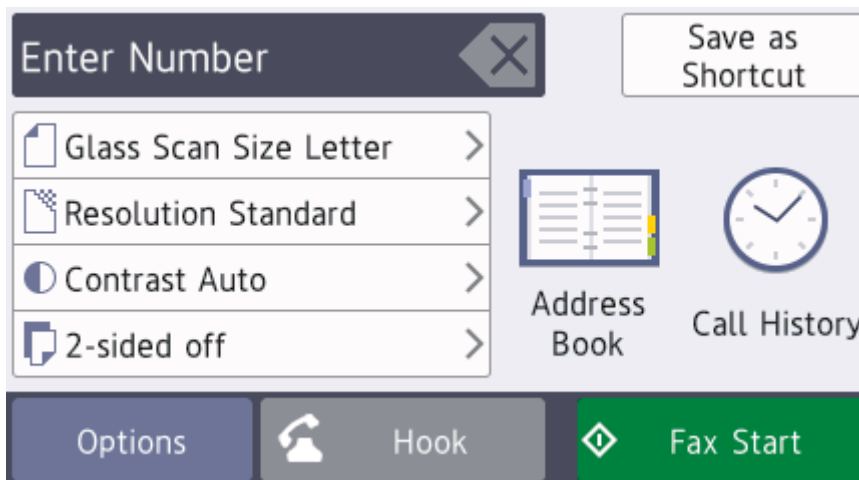 Enter Number
Save as
Shortcut
Glass Scan Size Letter
Resolution Standard
Contrast Auto
2-sided off
Address
Book
Call History
Options
Hook
Fax Start